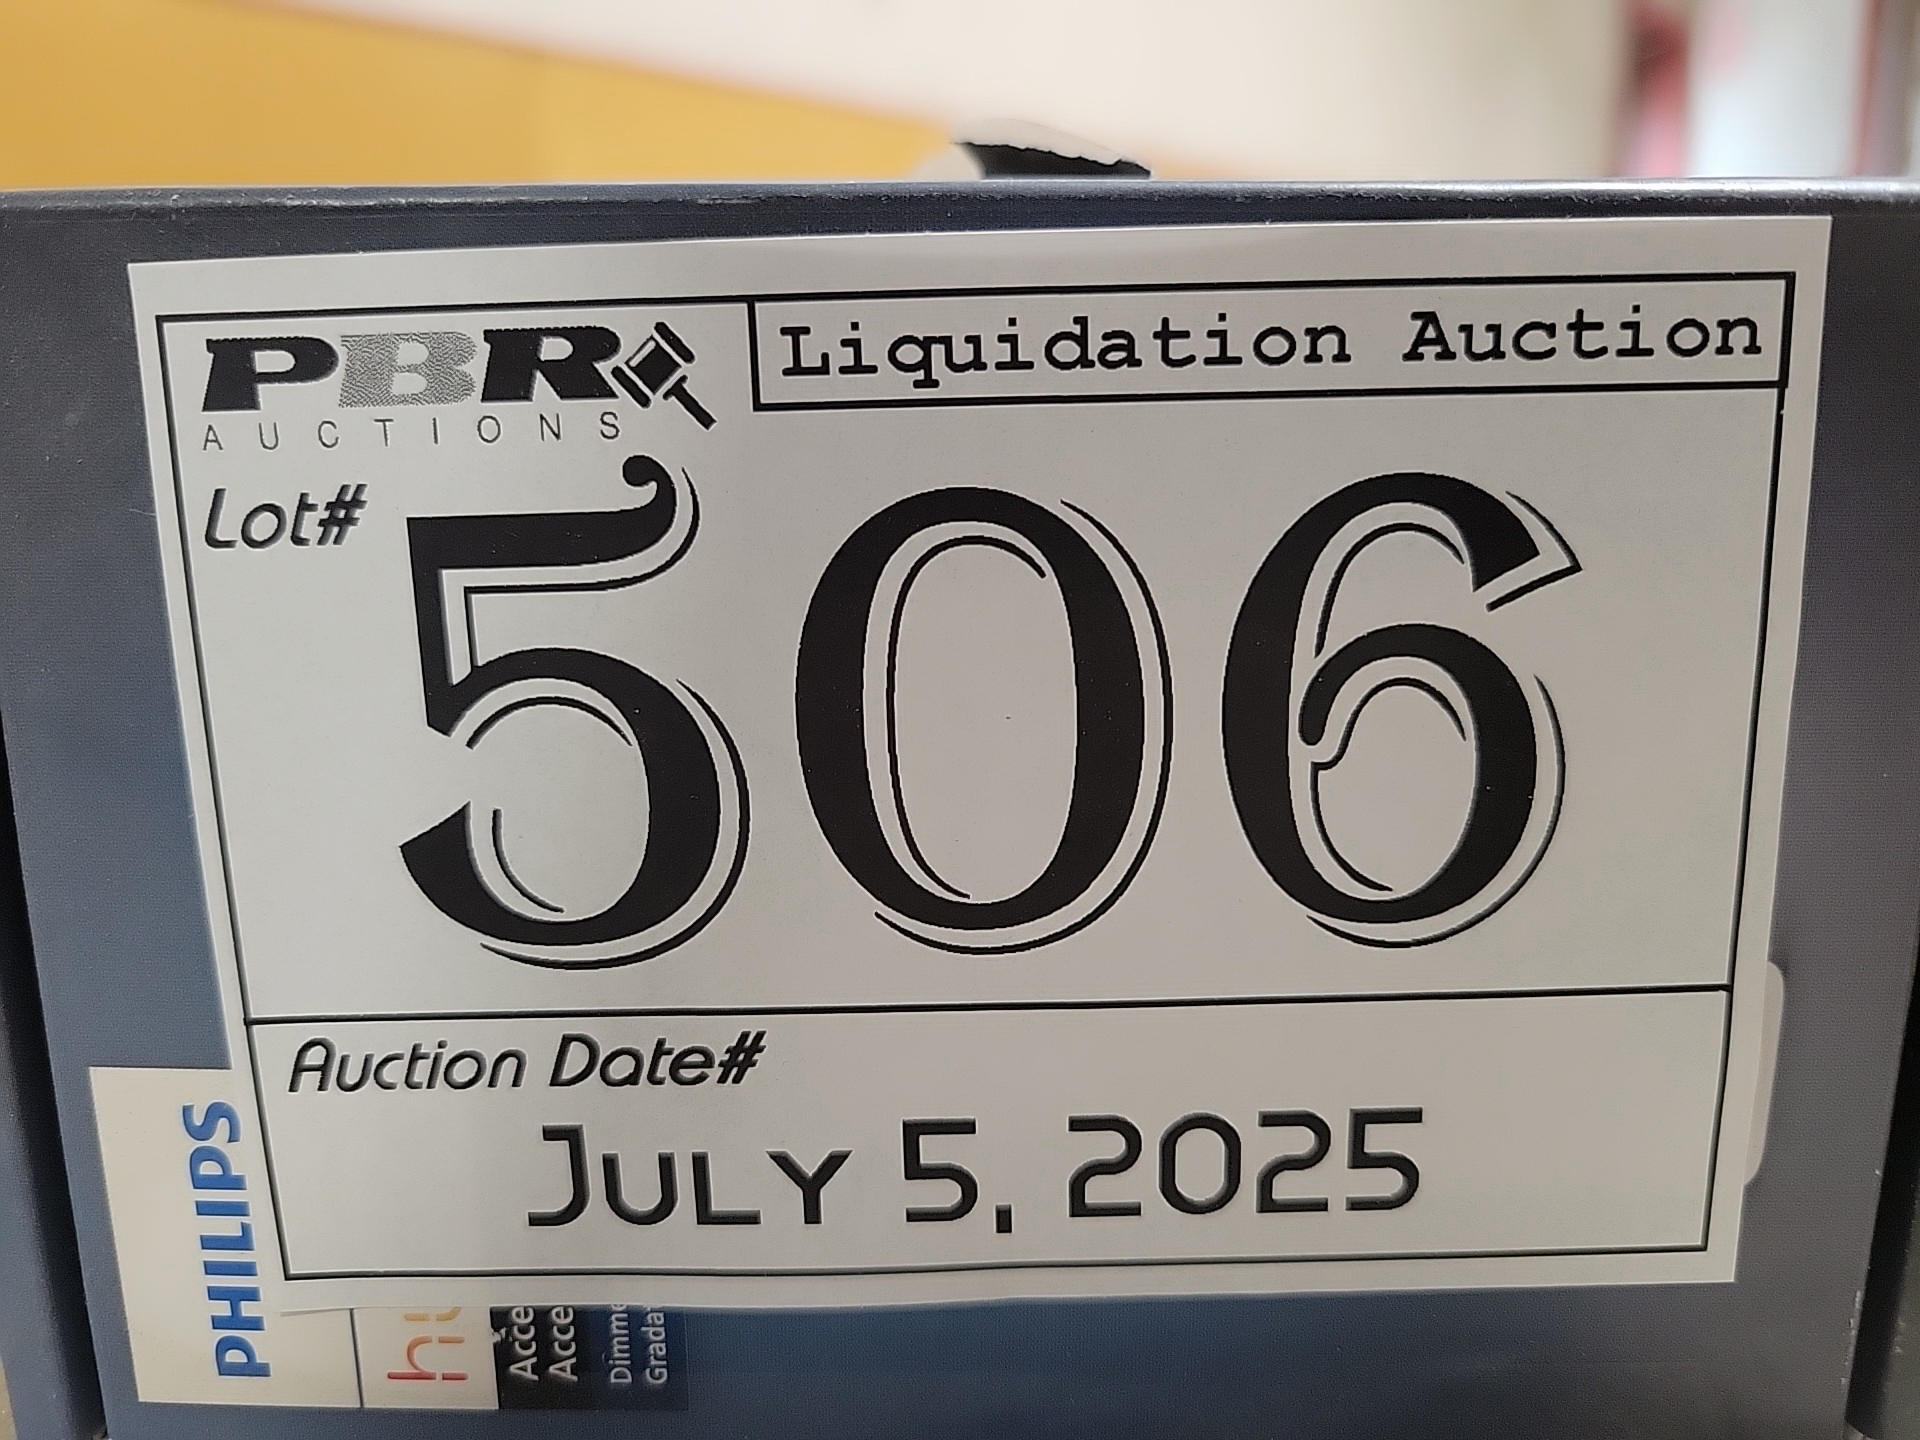 PBR
AUCTIONS
Liquidation Auction
Lot#
506
Auction Date#
July 5, 2025
PHILIPS